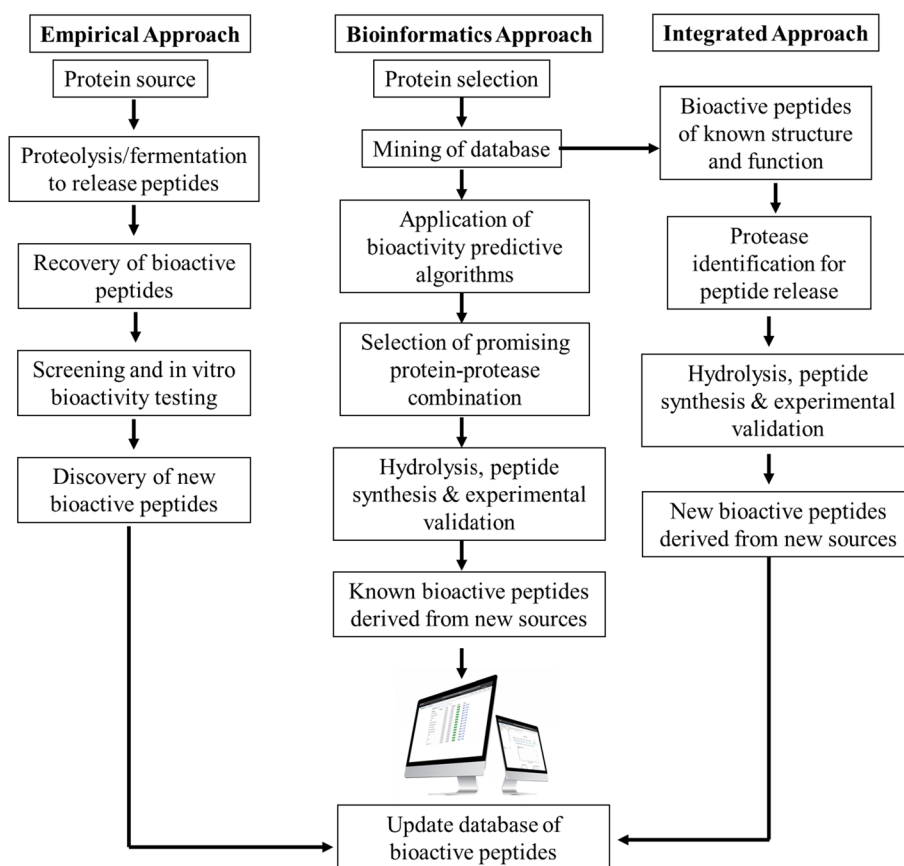 Empirical Approach
Protein source
Proteolysis/fermentation
to release peptides
Recovery of bioactive
peptides
Screening and in vitro
bioactivity testing
Discovery of new
bioactive peptides
Bioinformatics Approach
Protein selection
Mining of database
Application of
bioactivity predictive
algorithms
Selection of promising
protein-protease
combination
Hydrolysis, peptide
synthesis & experimental
validation
Known bioactive peptides
derived from new sources
Integrated Approach
Bioactive peptides
of known structure
and function
Protease
identification for
peptide release
Hydrolysis, peptide
synthesis & experimental
validation
New bioactive peptides
derived from new sources
Update database of
bioactive peptides